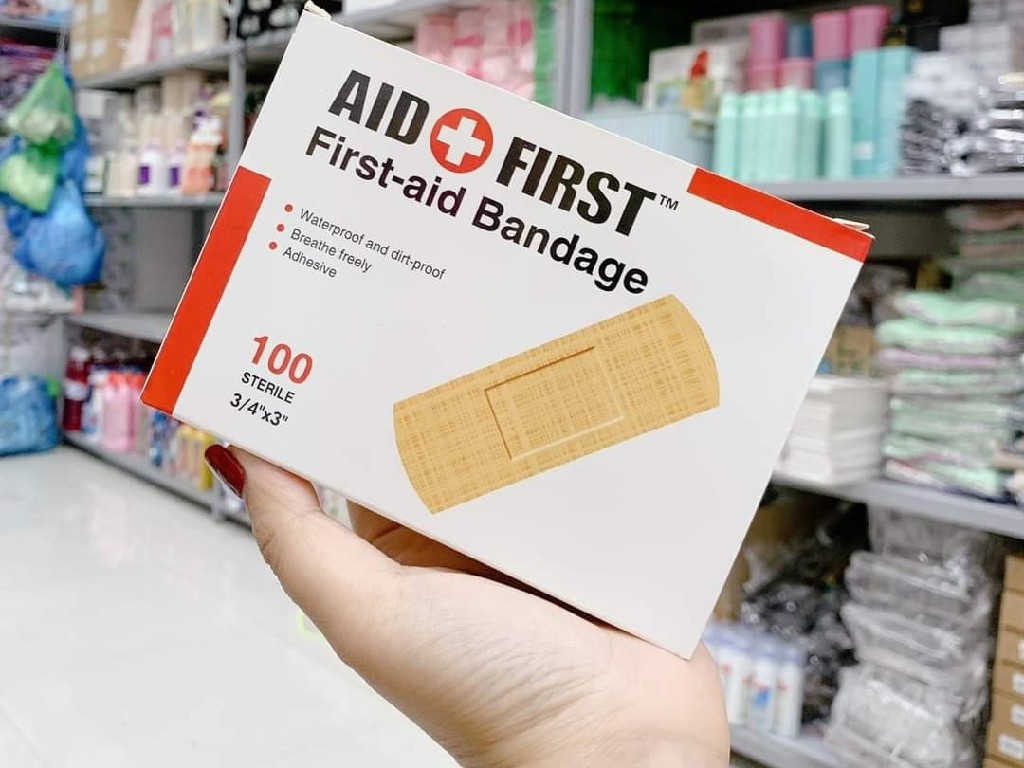 AID FIRST™
First-aid Bandage
Waterproof and dirt-proof
Breathe freely
Adhesive
100
STERILE
3/4"x3"